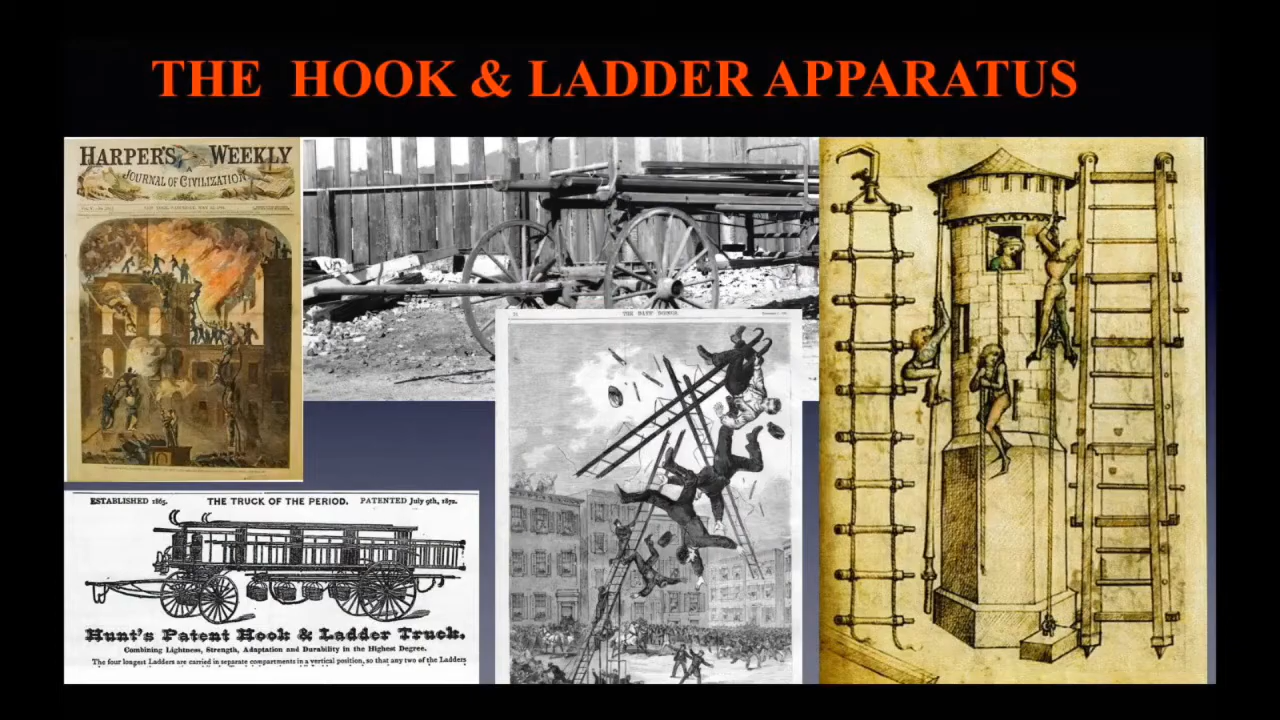 THE HOOK & LADDER APPARATUS
HARPER'S WEEKLY
A
JOURNAL OF CIVILIZATION
ESTABLISHED 1865. THE TRUCK OF THE PERIOD. PATENTED July 9th, 1872.
Hunt's Patent Hook & Ladder Truck.
Combining Lightness, Strength, Adaptation and Durability in the Highest Degree.
The four longest Ladders are carried in separate compartments in a vertical position, so that any two of the Ladders